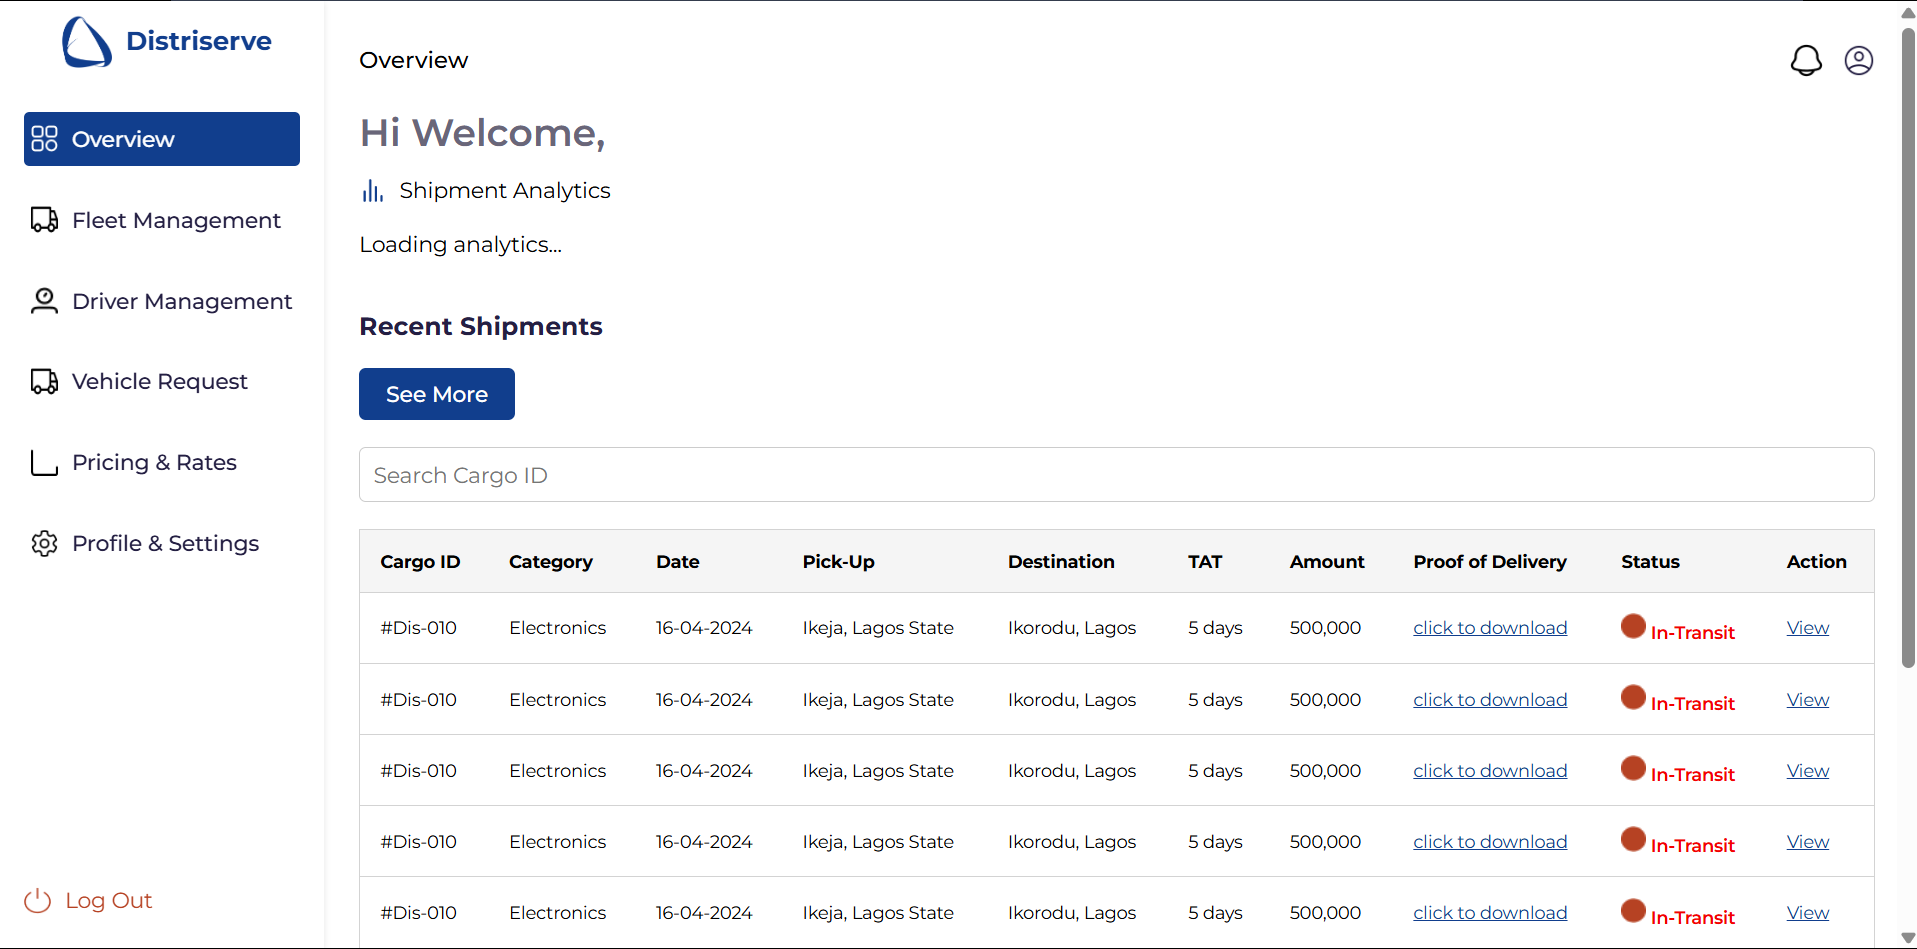 Distriserve
Overview
Fleet Management
Driver Management
Vehicle Request
Pricing & Rates
Profile & Settings
Log Out
Overview
Hi Welcome,
Shipment Analytics
Loading analytics...
Recent Shipments
See More
Search Cargo ID
Cargo ID Category Date Pick-Up Destination TAT Amount Proof of Delivery Status Action
#Dis-010 Electronics 16-04-2024 Ikeja, Lagos State Ikorodu, Lagos 5 days 500,000 click to download In-Transit View
#Dis-010 Electronics 16-04-2024 Ikeja, Lagos State Ikorodu, Lagos 5 days 500,000 click to download In-Transit View
#Dis-010 Electronics 16-04-2024 Ikeja, Lagos State Ikorodu, Lagos 5 days 500,000 click to download In-Transit View
#Dis-010 Electronics 16-04-2024 Ikeja, Lagos State Ikorodu, Lagos 5 days 500,000 click to download In-Transit View
#Dis-010 Electronics 16-04-2024 Ikeja, Lagos State Ikorodu, Lagos 5 days 500,000 click to download In-Transit View